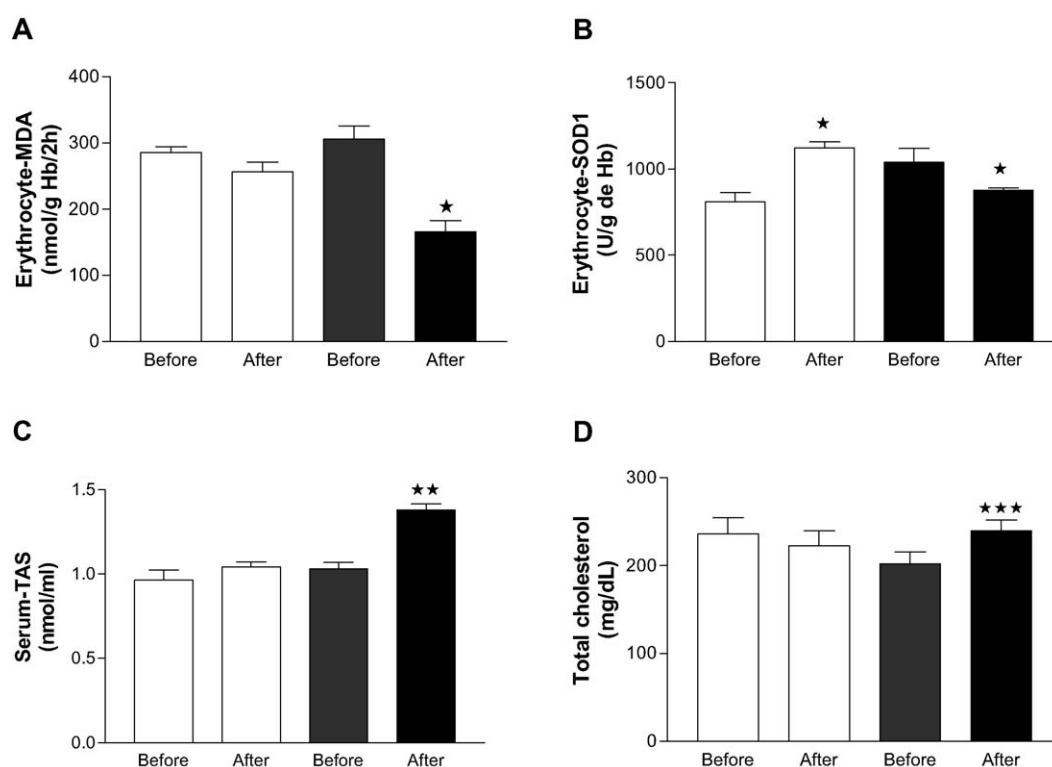 A
Erythrocyte-MDA
(nmol/g Hb/2h)
400
300
200
100
0
★
Before After Before After
B
Erythrocyte-SOD1
(U/g de Hb)
1500
1000
500
0
★
★
Before After Before After
C
Serum-TAS
(nmol/ml)
1.5
1.0
0.5
0.0
★★
Before After Before After
D
Total cholesterol
(mg/dL)
300
200
100
0
★★★
Before After Before After